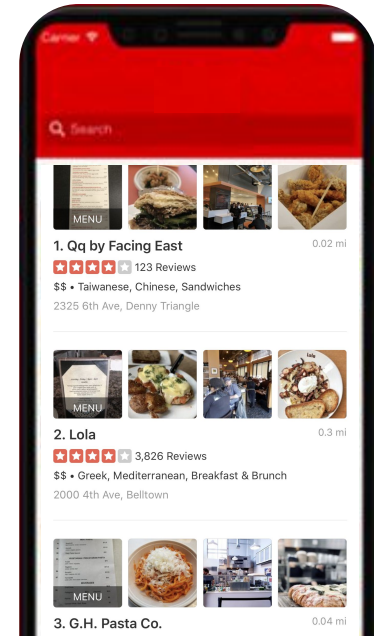 Carrier
Search
MENU
1. Qq by Facing East
0.02 mi
123 Reviews
$$ • Taiwanese, Chinese, Sandwiches
2325 6th Ave, Denny Triangle
lola
MENU
2. Lola
0.3 mi
3,826 Reviews
$$ • Greek, Mediterranean, Breakfast & Brunch
2000 4th Ave, Belltown
MENU
3. G.H. Pasta Co.
0.04 mi